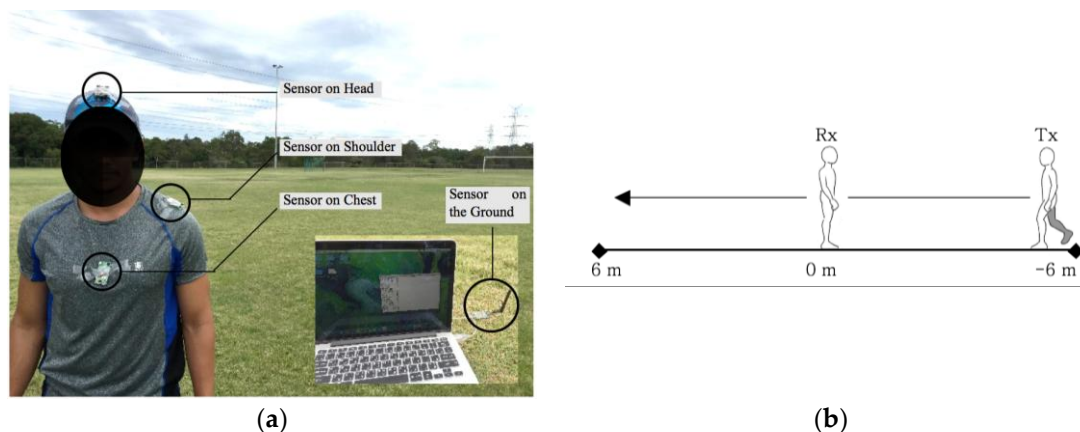 Sensor on Head
Sensor on Shoulder
Sensor on Chest
Sensor on
the Ground
Rx
Tx
6 m
0 m
-6 m
(a)
(b)